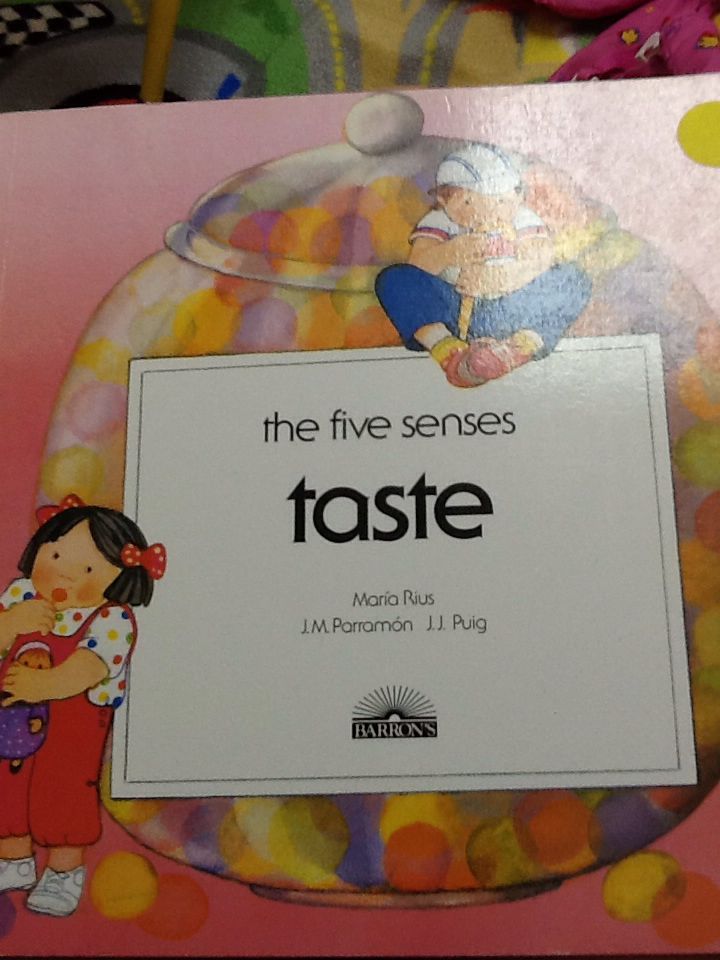 the five senses
taste
María Rius
J.M. Parramón J.J. Puig
BARRON'S